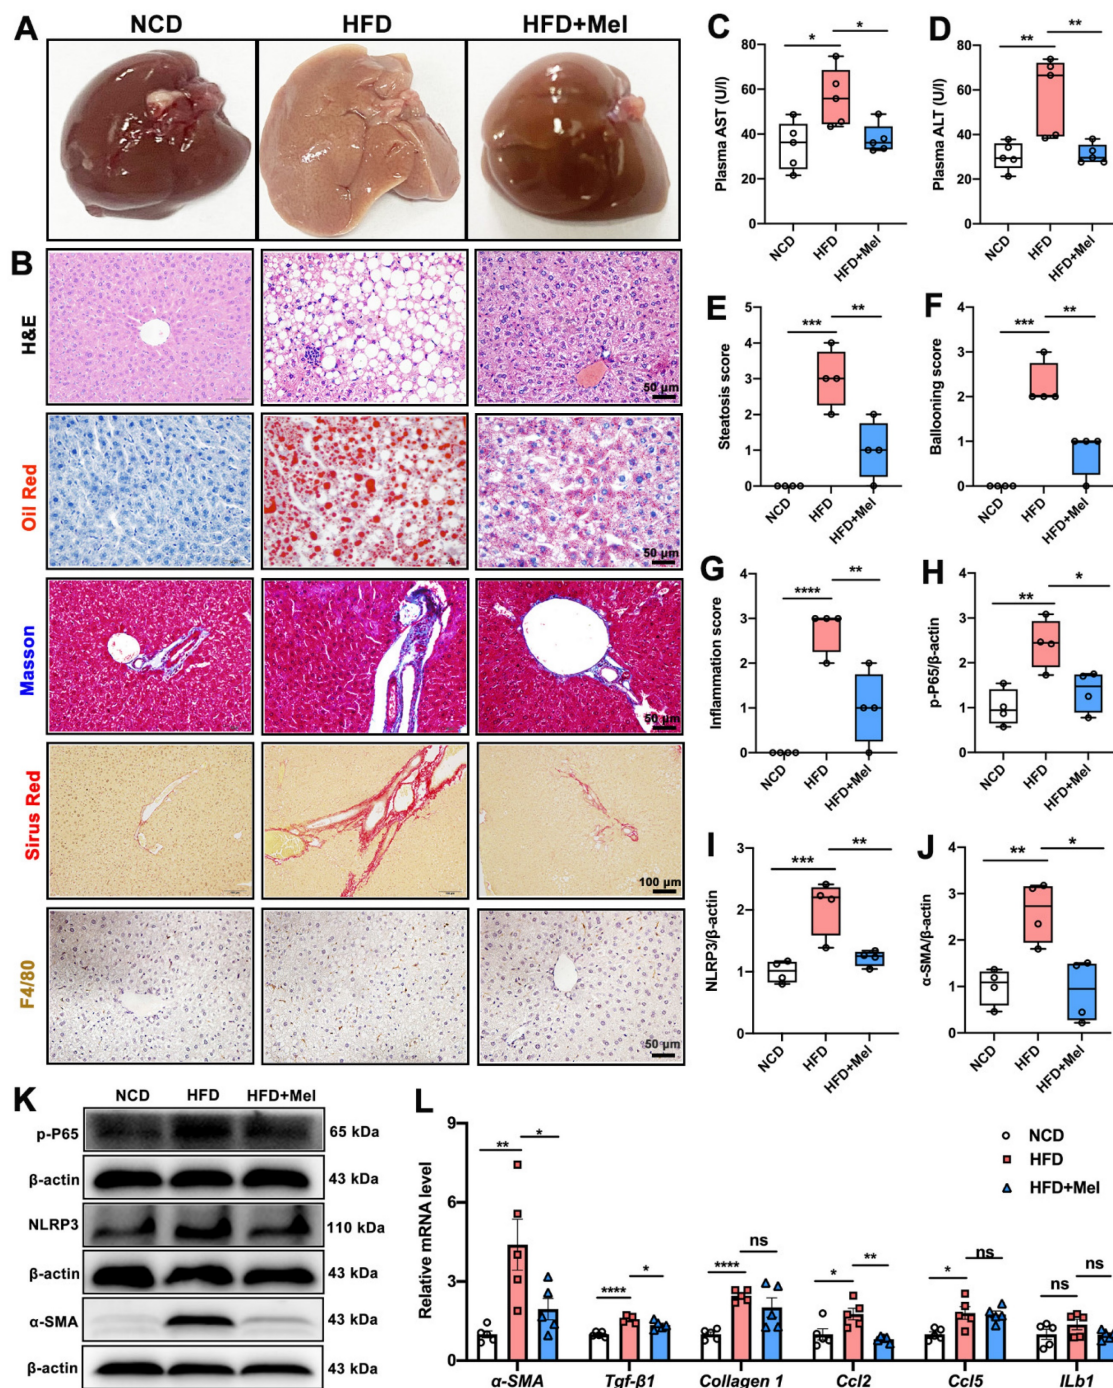 A
NCD
HFD
HFD+Mel
B
H&E
50 µm
Oil Red
50 µm
Masson
50 µm
Sirus Red
100 µm
F4/80
50 µm
C
Plasma AST (U/l)
80
60
40
20
0
*
*
NCD
HFD
HFD+Mel
D
Plasma ALT (U/l)
80
60
40
20
0
**
**
NCD
HFD
HFD+Mel
E
Steatosis score
5
4
3
2
1
0
***
**
NCD
HFD
HFD+Mel
F
Ballooning score
4
3
2
1
0
***
**
NCD
HFD
HFD+Mel
G
Inflammation score
4
3
2
1
0
****
**
NCD
HFD
HFD+Mel
H
p-P65/β-actin
4
3
2
1
0
**
*
NCD
HFD
HFD+Mel
I
NLRP3/β-actin
3
2
1
0
***
**
NCD
HFD
HFD+Mel
J
α-SMA/β-actin
4
3
2
1
0
**
*
NCD
HFD
HFD+Mel
K
NCD HFD HFD+Mel
p-P65 65 kDa
β-actin 43 kDa
NLRP3 110 kDa
β-actin 43 kDa
α-SMA 43 kDa
β-actin 43 kDa
L
Relative mRNA level
9
6
3
0
NCD
HFD
HFD+Mel
** *
**** *
**** ns
* **
* ns
ns ns
α-SMA Tgf-β1 Collagen 1 Ccl2 Ccl5 ILb1